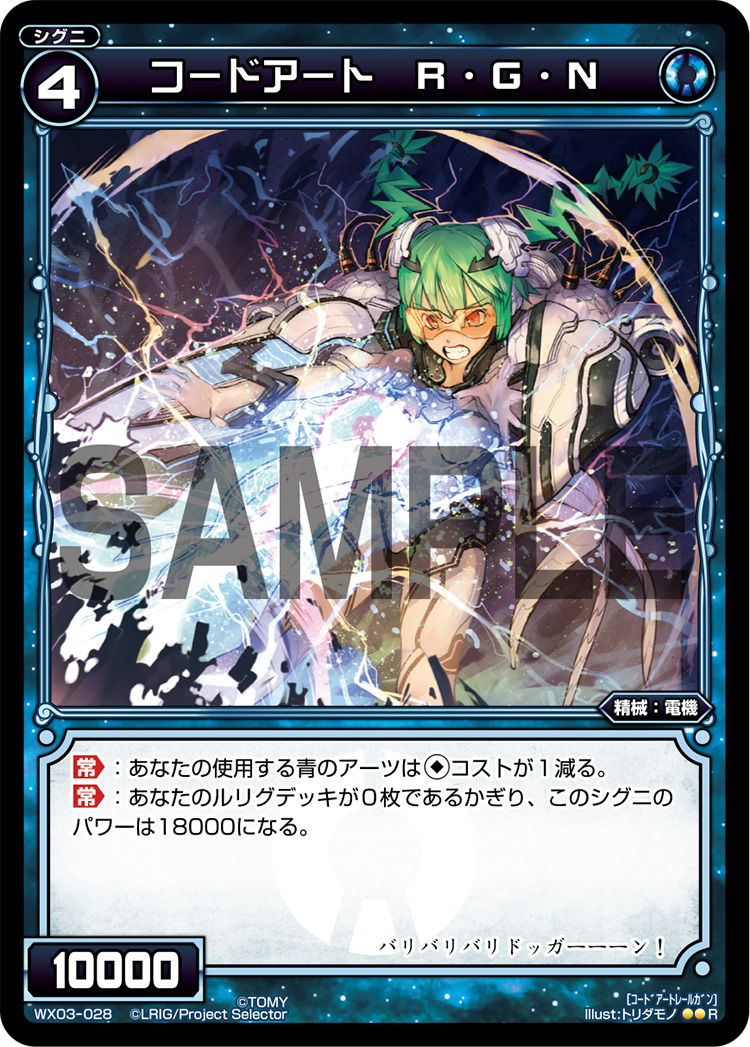 シグニ
4
コードアート R・G・N
SAMPLE
精械：電機
常：あなたの使用する青のアーツは◆コストが１減る。
常：あなたのルリグデッキが０枚であるかぎり、このシグニの
パワーは18000になる。
バリバリバリドッガーーーン！
10000
WX03-028 ©LRIG/Project Selector
©TOMY
[コードアートレールガン]
illust:トリダモノ R